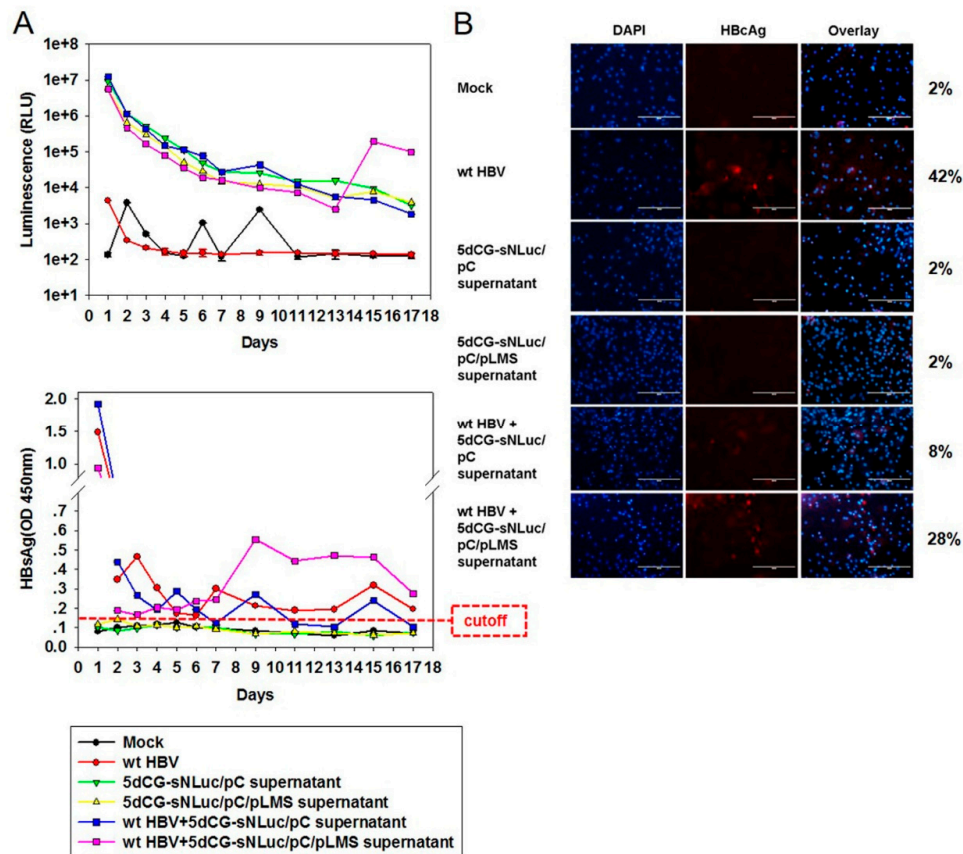 A
1e+8
1e+7
1e+6
1e+5
1e+4
1e+3
1e+2
1e+1
Luminescence (RLU)
0 1 2 3 4 5 6 7 8 9 10 11 12 13 14 15 16 17 18
Days
2.0
1.5
1.0
.7
.6
.5
.4
.3
.2
.1
0.0
HBsAg(OD 450nm)
cutoff
0 1 2 3 4 5 6 7 8 9 10 11 12 13 14 15 16 17 18
Days
Mock
wt HBV
5dCG-sNLuc/pC supernatant
5dCG-sNLuc/pC/pLMS supernatant
wt HBV+5dCG-sNLuc/pC supernatant
wt HBV+5dCG-sNLuc/pC/pLMS supernatant
B
DAPI HBcAg Overlay
Mock
2%
wt HBV
42%
5dCG-sNLuc/
pC
supernatant
2%
5dCG-sNLuc/
pC/pLMS
supernatant
2%
wt HBV +
5dCG-sNLuc/
pC
supernatant
8%
wt HBV +
5dCG-sNLuc/
pC/pLMS
supernatant
28%